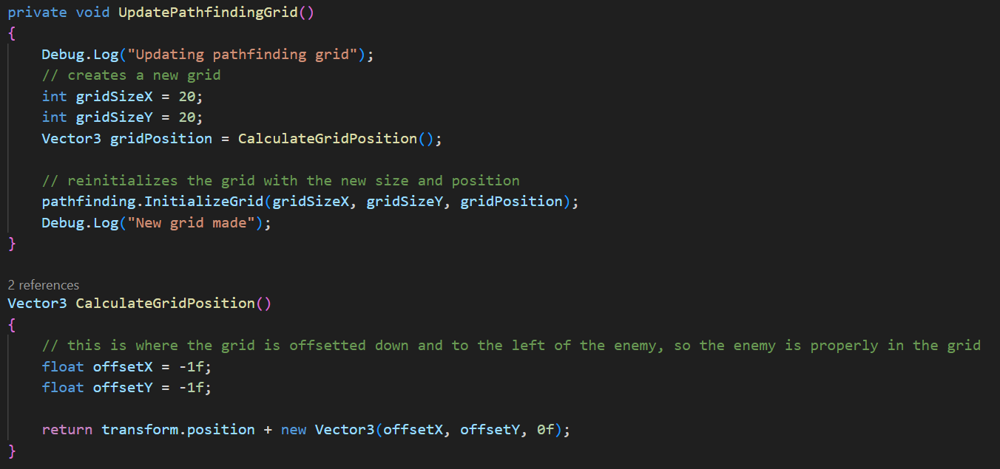 private void UpdatePathfindingGrid()
{
    Debug.Log("Updating pathfinding grid");
    // creates a new grid
    int gridSizeX = 20;
    int gridSizeY = 20;
    Vector3 gridPosition = CalculateGridPosition();

    // reinitializes the grid with the new size and position
    pathfinding.InitializeGrid(gridSizeX, gridSizeY, gridPosition);
    Debug.Log("New grid made");
}

2 references
Vector3 CalculateGridPosition()
{
    // this is where the grid is offsetted down and to the left of the enemy, so the enemy is properly in the grid
    float offsetX = -1f;
    float offsetY = -1f;

    return transform.position + new Vector3(offsetX, offsetY, 0f);
}